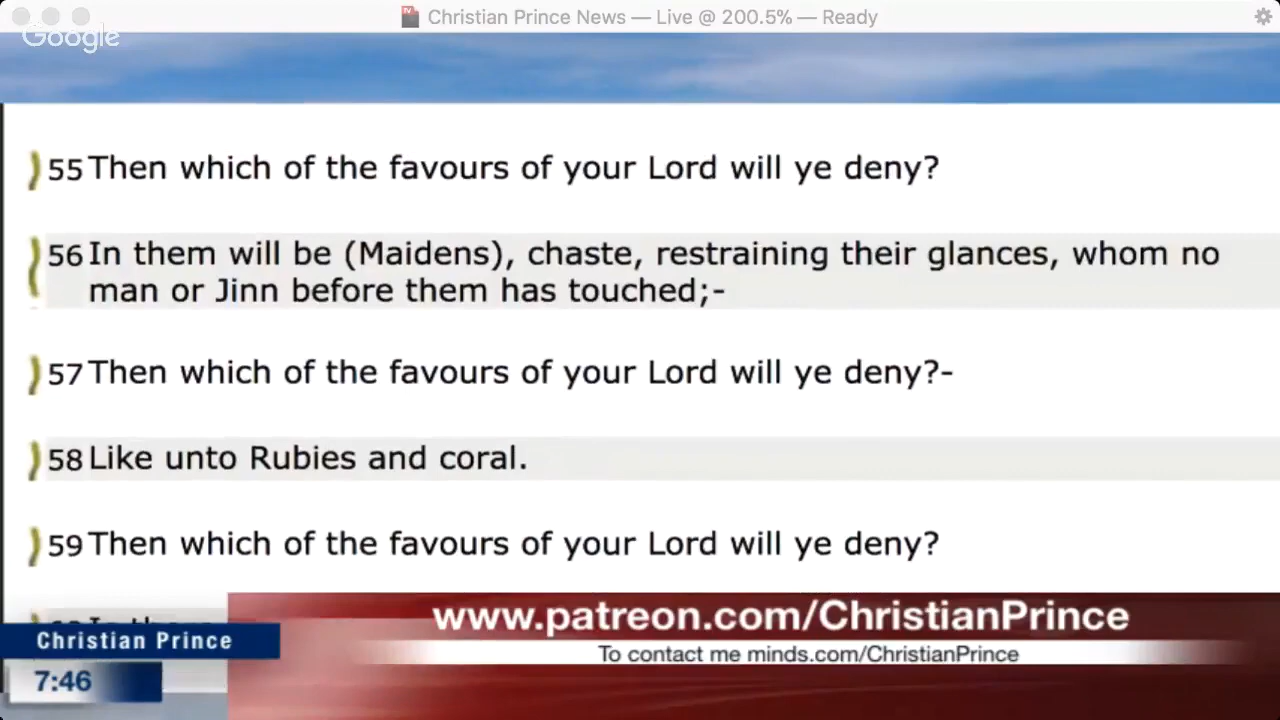 Christian Prince News — Live @ 200.5% — Ready
Google
55 Then which of the favours of your Lord will ye deny?
56 In them will be (Maidens), chaste, restraining their glances, whom no
man or Jinn before them has touched;-
57 Then which of the favours of your Lord will ye deny?-
58 Like unto Rubies and coral.
59 Then which of the favours of your Lord will ye deny?
www.patreon.com/ChristianPrince
Christian Prince
To contact me minds.com/ChristianPrince
7:46